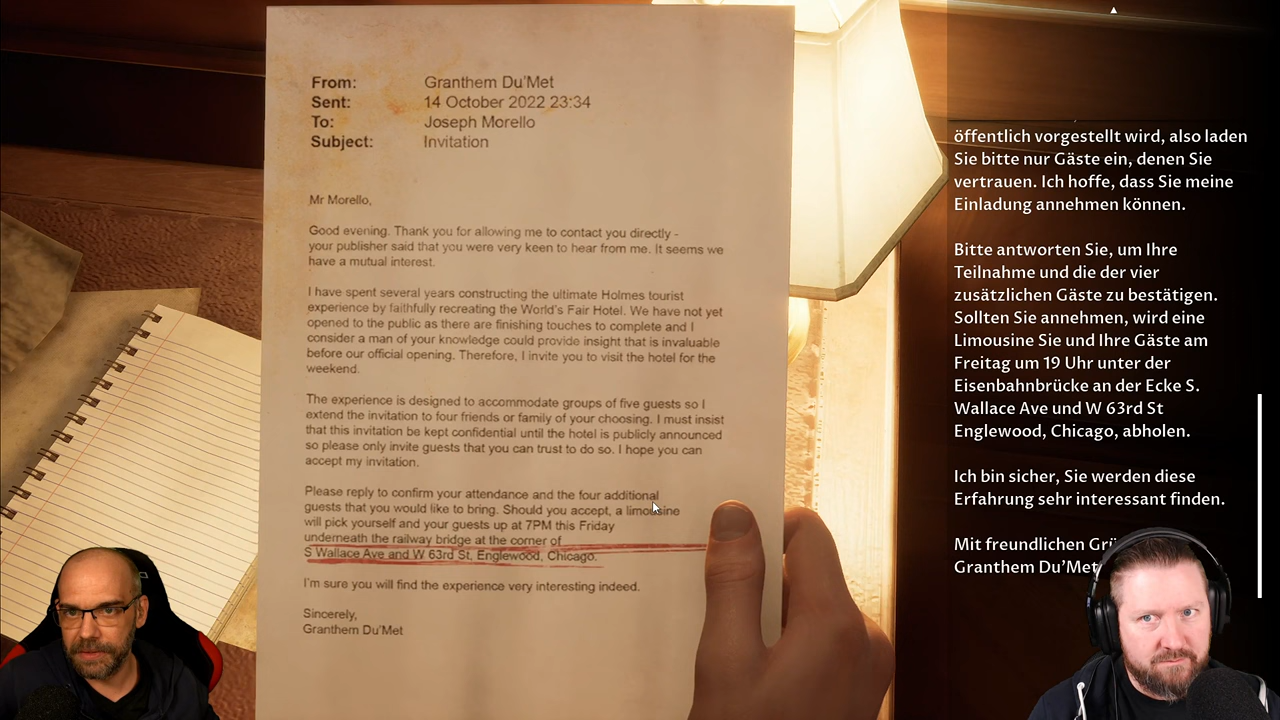 From: Granthem Du'Met
Sent: 14 October 2022 23:34
To: Joseph Morello
Subject: Invitation
Mr Morello,
Good evening. Thank you for allowing me to contact you directly -
your publisher said that you were very keen to hear from me. It seems we
have a mutual interest.
I have spent several years constructing the ultimate Holmes tourist
experience by faithfully recreating the World's Fair Hotel. We have not yet
opened to the public as there are finishing touches to complete and I
consider a man of your knowledge could provide insight that is invaluable
before our official opening. Therefore, I invite you to visit the hotel for the
weekend.
The experience is designed to accommodate groups of five guests so I
extend the invitation to four friends or family of your choosing. I must insist
that this invitation be kept confidential until the hotel is publicly announced
so please only invite guests that you can trust to do so. I hope you can
accept my invitation.
Please reply to confirm your attendance and the four additional
guests that you would like to bring. Should you accept, a limousine
will pick yourself and your guests up at 7PM this Friday
underneath the railway bridge at the corner of
S Wallace Ave and W 63rd St, Englewood, Chicago.
I'm sure you will find the experience very interesting indeed.
Sincerely,
Granthem Du'Met
öffentlich vorgestellt wird, also laden
Sie bitte nur Gäste ein, denen Sie
vertrauen. Ich hoffe, dass Sie meine
Einladung annehmen können.
Bitte antworten Sie, um Ihre
Teilnahme und die der vier
zusätzlichen Gäste zu bestätigen.
Sollten Sie annehmen, wird eine
Limousine Sie und Ihre Gäste am
Freitag um 19 Uhr unter der
Eisenbahnbrücke an der Ecke S.
Wallace Ave und W 63rd St
Englewood, Chicago, abholen.
Ich bin sicher, Sie werden diese
Erfahrung sehr interessant finden.
Mit freundlichen
Granthem Du'Met